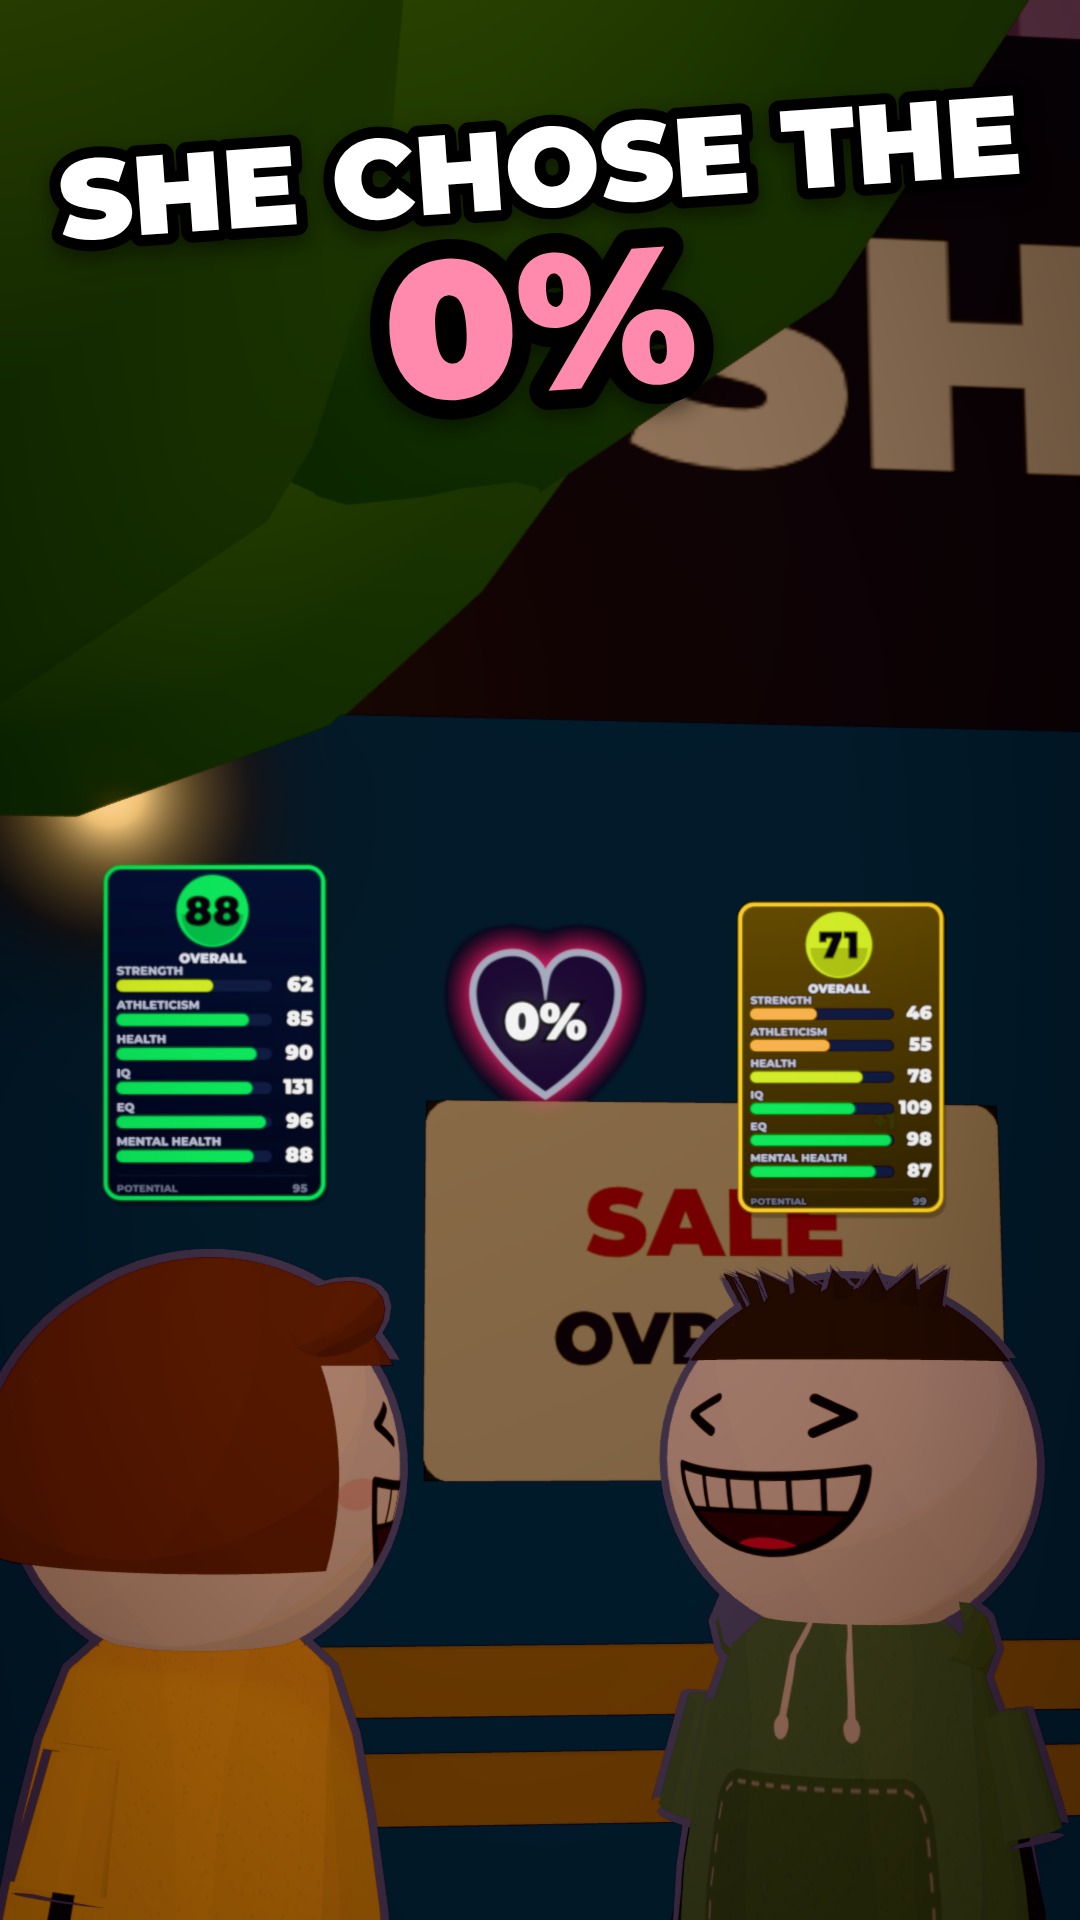 SHE CHOSE THE
0%
SH
88
OVERALL
STRENGTH 62
ATHLETICISM 85
HEALTH 90
IQ 131
EQ 96
MENTAL HEALTH 88
POTENTIAL 95
0%
71
OVERALL
STRENGTH 46
ATHLETICISM 55
HEALTH 78
IQ 109
EQ 98
MENTAL HEALTH 87
POTENTIAL 99
SALE